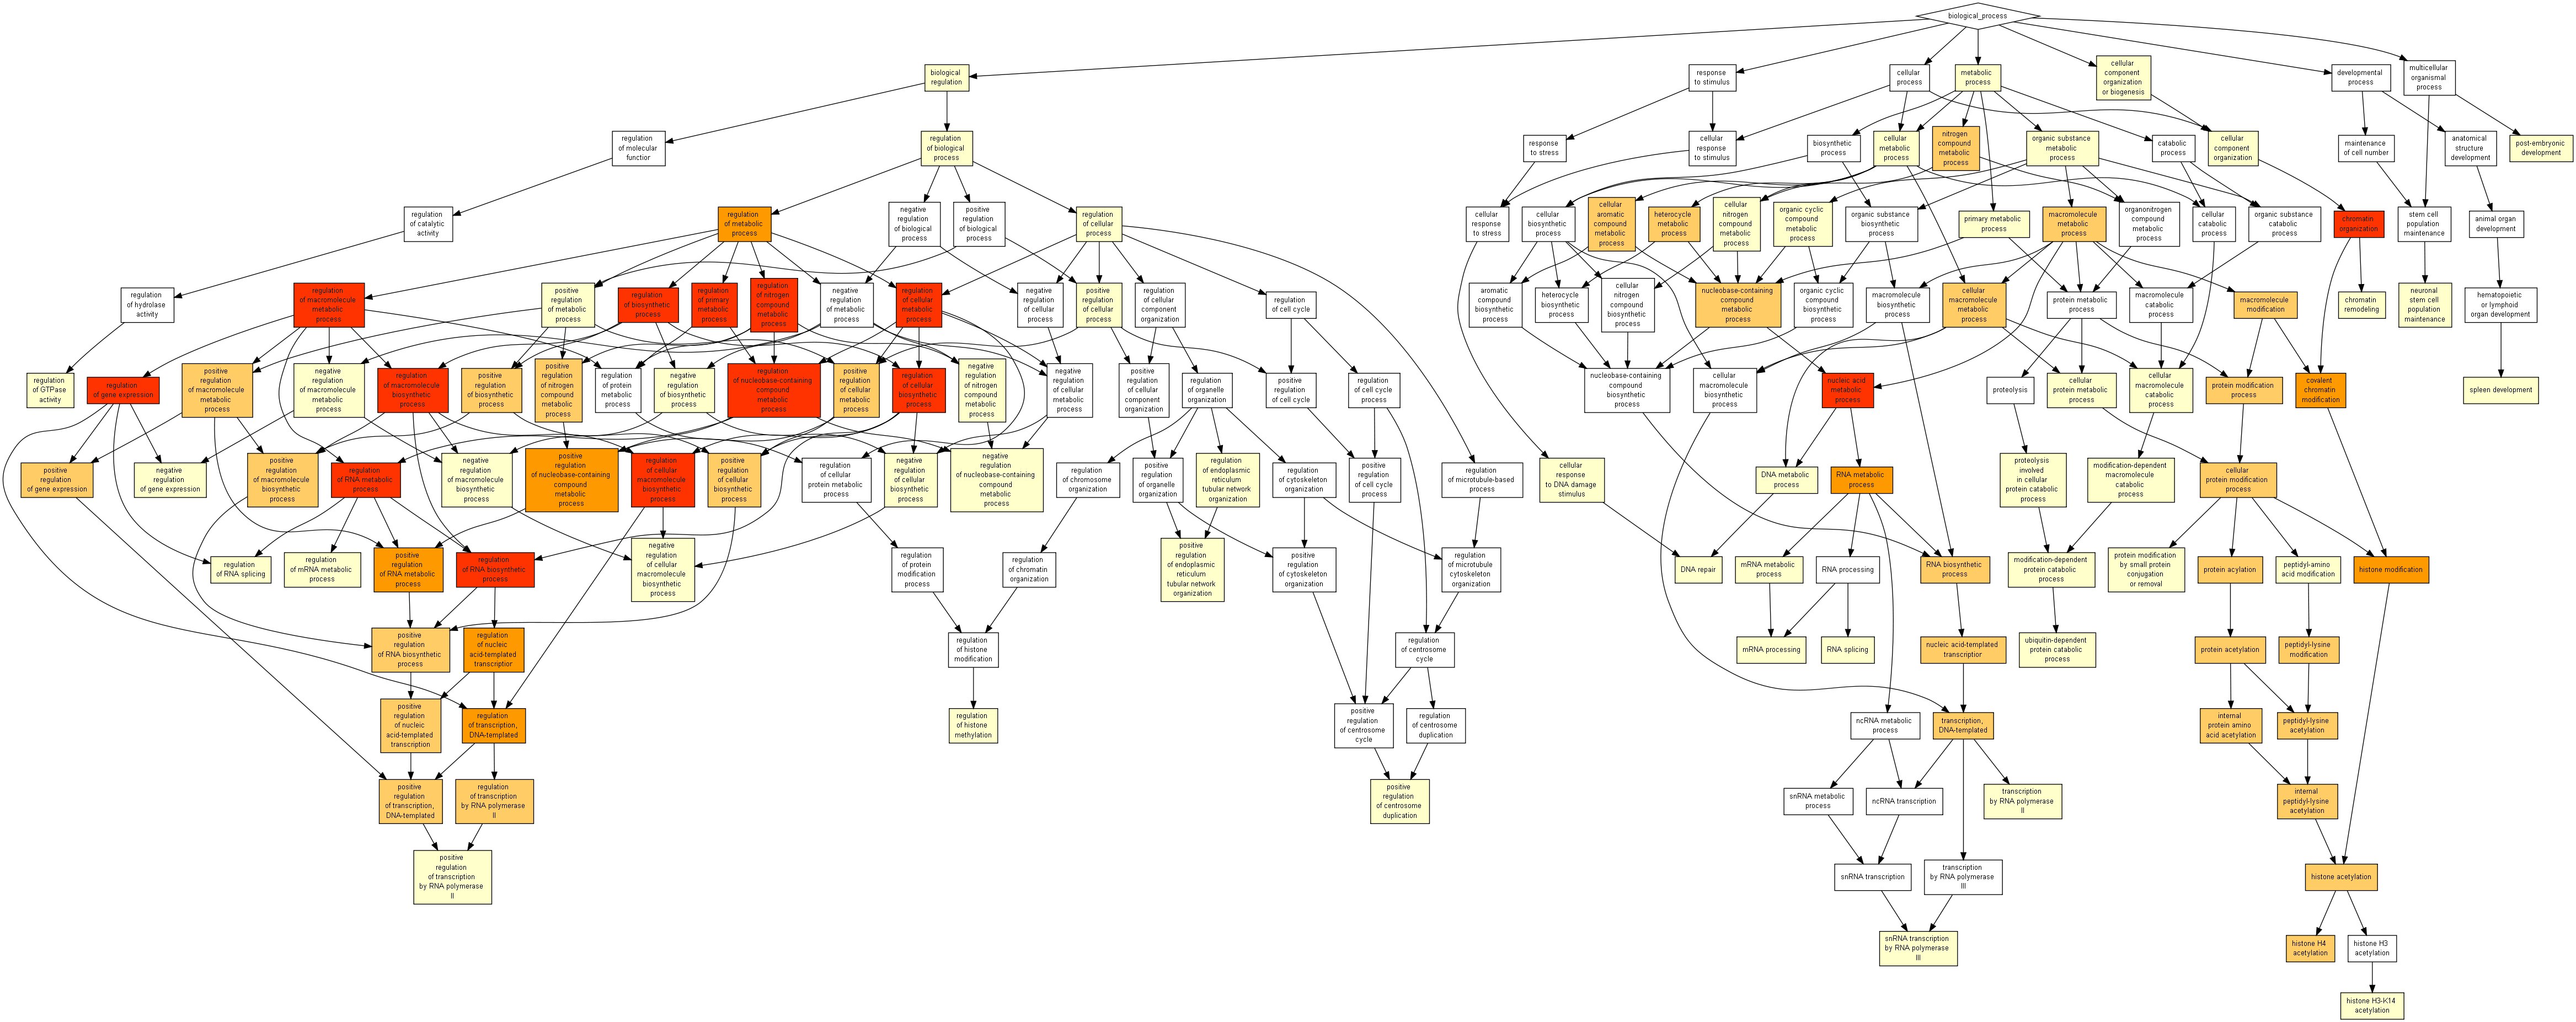 biological_process
biological
regulation
response
to stimulus
cellular
process
metabolic
process
cellular
component
organization
or biogenesis
developmental
process
multicellular
organismal
process
regulation
of molecular
functior
regulation
of biological
process
response
to stress
cellular
response
to stimulus
biosynthetic
process
cellular
metabolic
process
nitrogen
compound
metabolic
process
organic substance
metabolic
process
catabolic
process
cellular
component
organization
maintenance
of cell number
anatomical
structure
development
post-embryonic
development
regulation
of catalytic
activity
regulation
of metabolic
process
negative
regulation
of biological
process
positive
regulation
of biological
process
regulation
of cellular
process
cellular
response
to stress
cellular
biosynthetic
process
cellular
aromatic
compound
metabolic
process
heterocycle
metabolic
process
cellular
nitrogen
compound
metabolic
process
organic cyclic
compound
metabolic
process
organic substance
biosynthetic
process
primary metabolic
process
macromolecule
metabolic
process
organonitrogen
compound
metabolic
process
cellular
catabolic
process
organic substance
catabolic
process
chromatin
organization
stem cell
population
maintenance
animal organ
development
regulation
of hydrolase
activity
regulation
of macromolecule
metabolic
process
positive
regulation
of metabolic
process
regulation
of biosynthetic
process
regulation
of primary
metabolic
process
regulation
of nitrogen
compound
metabolic
process
negative
regulation
of metabolic
process
regulation
of cellular
metabolic
process
negative
regulation
of cellular
process
positive
regulation
of cellular
process
regulation
of cellular
component
organization
regulation
of cell cycle
aromatic
compound
biosynthetic
process
heterocycle
biosynthetic
process
cellular
nitrogen
compound
biosynthetic
process
nucleobase-containing
compound
metabolic
process
organic cyclic
compound
biosynthetic
process
macromolecule
biosynthetic
process
cellular
macromolecule
metabolic
process
protein metabolic
process
macromolecule
catabolic
process
macromolecule
modification
chromatin
remodeling
neuronal
stem cell
population
maintenance
hematopoietic
or lymphoid
organ development
regulation
of GTPase
activity
regulation
of gene expression
positive
regulation
of macromolecule
metabolic
process
negative
regulation
of macromolecule
metabolic
process
regulation
of macromolecule
biosynthetic
process
positive
regulation
of biosynthetic
process
positive
regulation
of nitrogen
compound
metabolic
process
regulation
of protein
metabolic
process
negative
regulation
of biosynthetic
process
regulation
of nucleobase-containing
compound
metabolic
process
positive
regulation
of cellular
metabolic
process
regulation
of cellular
biosynthetic
process
negative
regulation
of nitrogen
compound
metabolic
process
negative
regulation
of cellular
metabolic
process
positive
regulation
of cellular
component
organization
regulation
of organelle
organization
positive
regulation
of cell cycle
regulation
of cell cycle
process
nucleobase-containing
compound
biosynthetic
process
cellular
macromolecule
biosynthetic
process
nucleic acid
metabolic
process
proteolysis
cellular
protein metabolic
process
cellular
macromolecule
catabolic
process
protein modification
process
covalent
chromatin
modification
spleen development
positive
regulation
of gene expression
negative
regulation
of gene expression
positive
regulation
of macromolecule
biosynthetic
process
regulation
of RNA metabolic
process
negative
regulation
of macromolecule
biosynthetic
process
positive
regulation
of nucleobase-containing
compound
metabolic
process
regulation
of cellular
macromolecule
biosynthetic
process
positive
regulation
of cellular
biosynthetic
process
regulation
of cellular
protein metabolic
process
negative
regulation
of cellular
biosynthetic
process
negative
regulation
of nucleobase-containing
compound
metabolic
process
regulation
of chromosome
organization
positive
regulation
of organelle
organization
regulation
of endoplasmic
reticulum
tubular network
organization
regulation
of cytoskeleton
organization
positive
regulation
of cell cycle
process
regulation
of microtubule-based
process
cellular
response
to DNA damage
stimulus
DNA metabolic
process
RNA metabolic
process
proteolysis
involved
in cellular
protein catabolic
process
modification-dependent
macromolecule
catabolic
process
cellular
protein modification
process
regulation
of RNA splicing
regulation
of mRNA metabolic
process
positive
regulation
of RNA metabolic
process
regulation
of RNA biosynthetic
process
negative
regulation
of cellular
macromolecule
biosynthetic
process
regulation
of protein
modification
process
regulation
of chromatin
organization
positive
regulation
of endoplasmic
reticulum
tubular network
organization
positive
regulation
of cytoskeleton
organization
regulation
of microtubule
cytoskeleton
organization
DNA repair
mRNA metabolic
process
RNA processing
RNA biosynthetic
process
modification-dependent
protein catabolic
process
protein modification
by small protein
conjugation
or removal
protein acylation
peptidyl-amino
acid modification
histone modification
positive
regulation
of RNA biosynthetic
process
regulation
of nucleic
acid-templated
transcriptior
regulation
of histone
modification
regulation
of centrosome
cycle
mRNA processing
RNA splicing
nucleic acid-templated
transcriptior
ubiquitin-dependent
protein catabolic
process
protein acetylation
peptidyl-lysine
modification
positive
regulation
of nucleic
acid-templated
transcription
regulation
of transcription,
DNA-templated
regulation
of histone
methylation
positive
regulation
of centrosome
cycle
regulation
of centrosome
duplication
ncRNA metabolic
process
transcription,
DNA-templated
internal
protein amino
acid acetylation
peptidyl-lysine
acetylation
positive
regulation
of transcription,
DNA-templated
regulation
of transcription
by RNA polymerase
II
positive
regulation
of centrosome
duplication
snRNA metabolic
process
ncRNA transcription
transcription
by RNA polymerase
II
internal
peptidyl-lysine
acetylation
positive
regulation
of transcription
by RNA polymerase
II
snRNA transcription
transcription
by RNA polymerase
III
histone acetylation
snRNA transcription
by RNA polymerase
III
histone H4
acetylation
histone H3
acetylation
histone H3-K14
acetylation